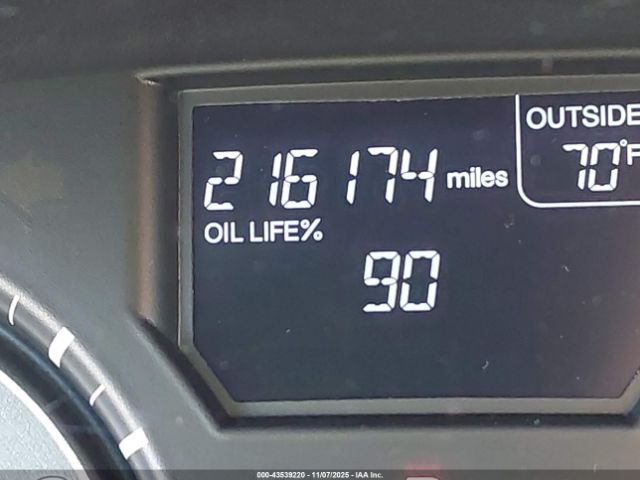 OUTSIDE
216174 miles
70°F
OIL LIFE%
90
000-43539220 - 11/07/2025 - IAA Inc.